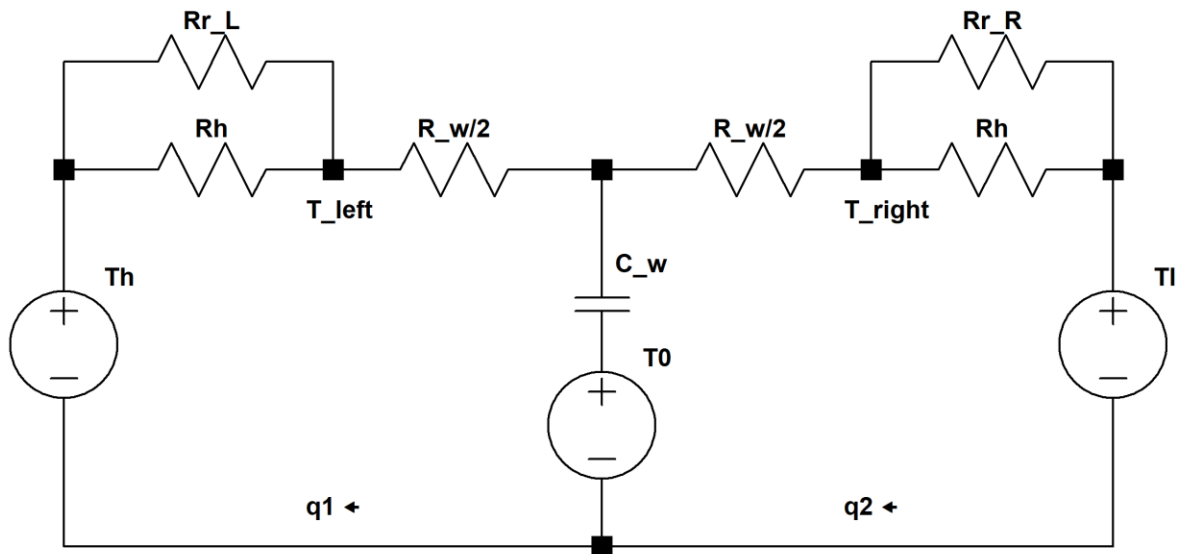 Rr_L
Rr_R
Rh
R_w/2
R_w/2
Rh
T_left
T_right
C_w
Th
Tl
T0
q1
q2